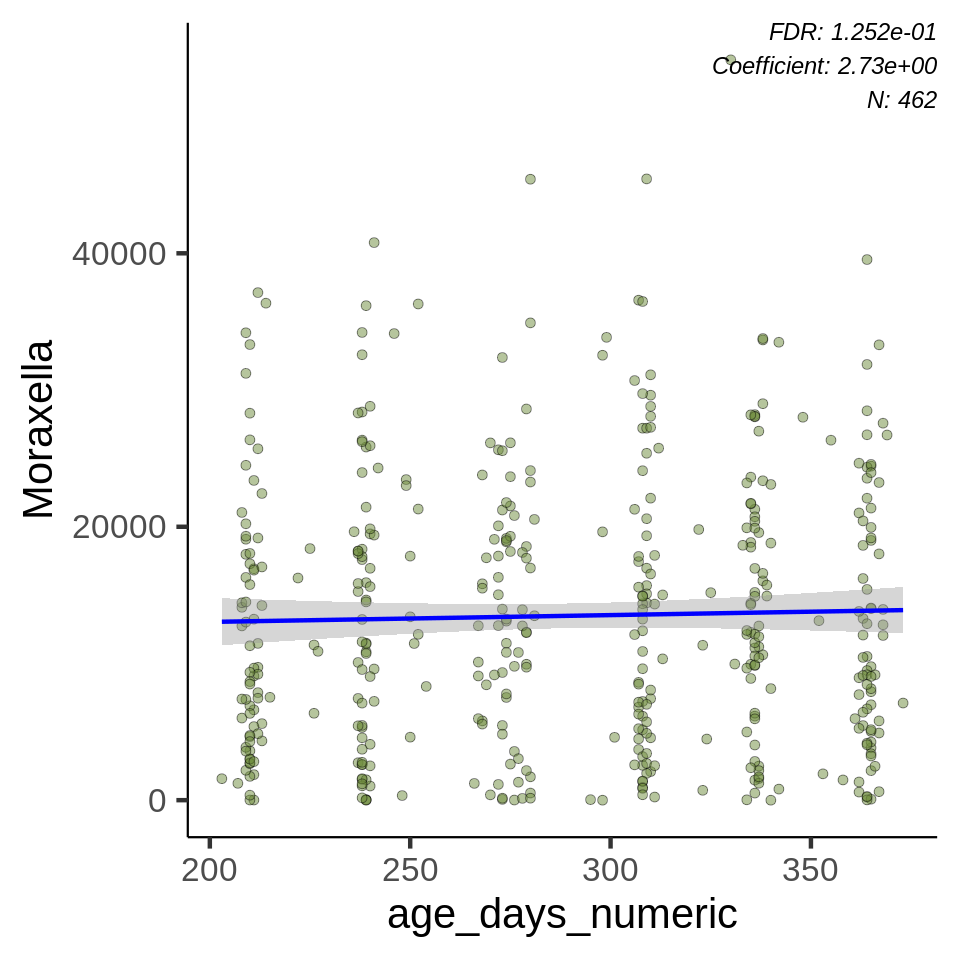 FDR: 1.252e-01
Coefficient: 2.73e+00
N: 462
Moraxella
40000
20000
0
200 250 300 350
age_days_numeric